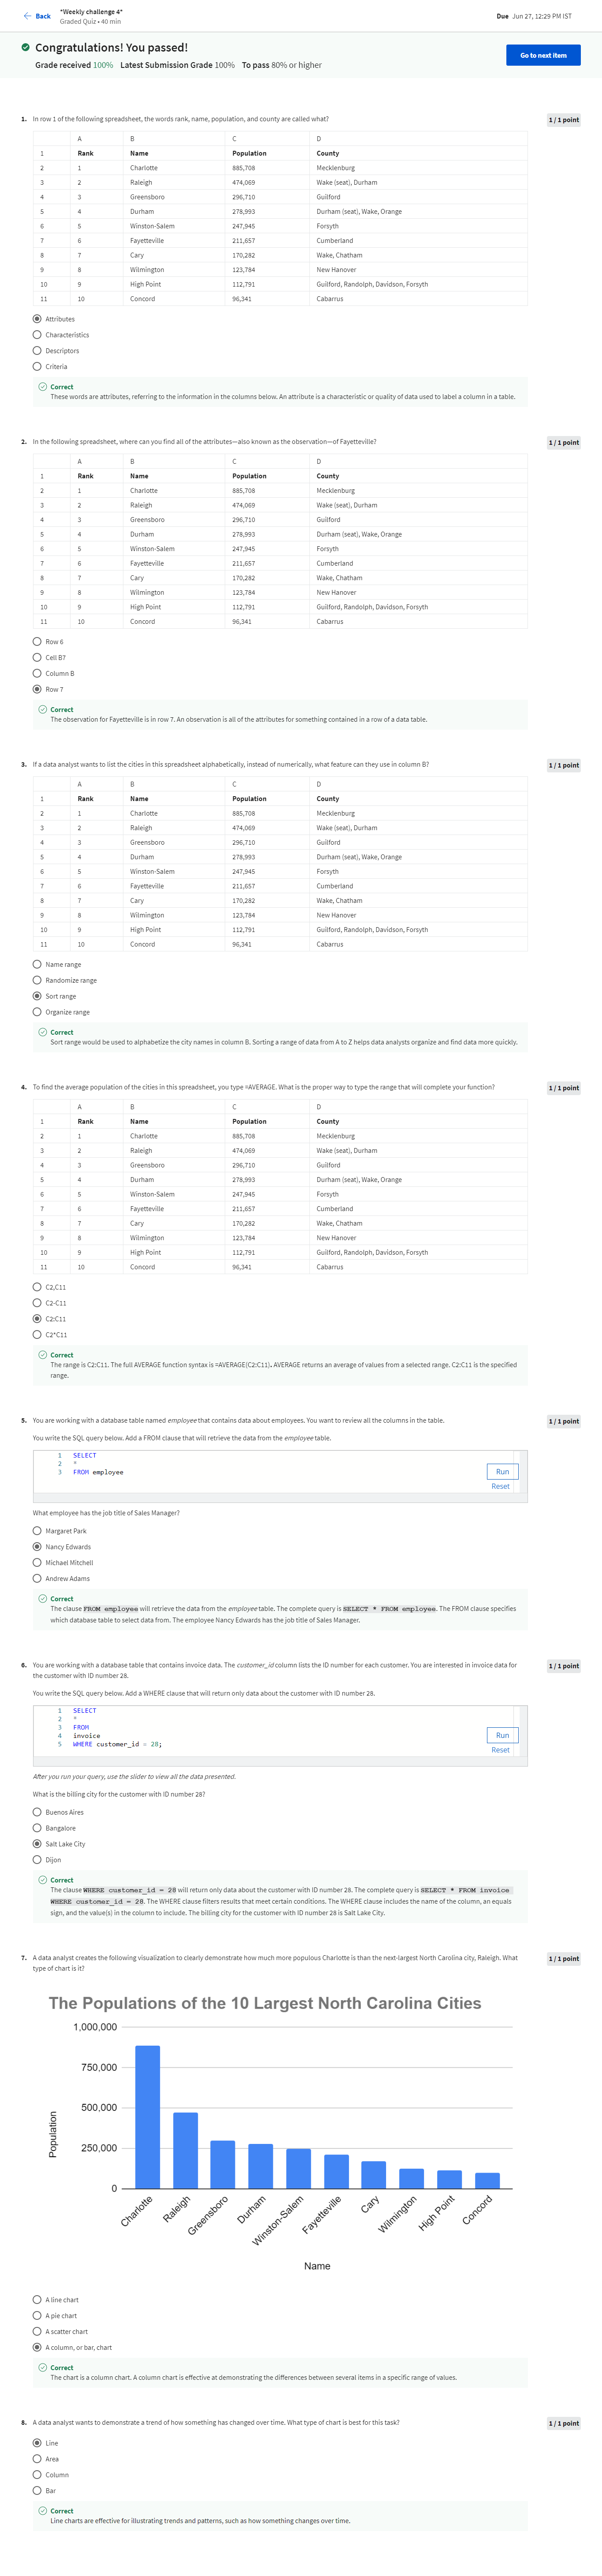 Back
*Weekly challenge 4*
Graded Quiz • 40 min
Due Jun 27, 12:29 PM IST
Congratulations! You passed!
Grade received 100% Latest Submission Grade 100% To pass 80% or higher
Go to next item
1. In row 1 of the following spreadsheet, the words rank, name, population, and county are called what?
1 / 1 point
A B C D
1 Rank Name Population County
2 1 Charlotte 885,708 Mecklenburg
3 2 Raleigh 474,069 Wake (seat), Durham
4 3 Greensboro 296,710 Guilford
5 4 Durham 278,993 Durham (seat), Wake, Orange
6 5 Winston-Salem 247,945 Forsyth
7 6 Fayetteville 211,657 Cumberland
8 7 Cary 170,282 Wake, Chatham
9 8 Wilmington 123,784 New Hanover
10 9 High Point 112,791 Guilford, Randolph, Davidson, Forsyth
11 10 Concord 96,341 Cabarrus
Attributes
Characteristics
Descriptors
Criteria
Correct
These words are attributes, referring to the information in the columns below. An attribute is a characteristic or quality of data used to label a column in a table.
2. In the following spreadsheet, where can you find all of the attributes—also known as the observation—of Fayetteville?
1 / 1 point
A B C D
1 Rank Name Population County
2 1 Charlotte 885,708 Mecklenburg
3 2 Raleigh 474,069 Wake (seat), Durham
4 3 Greensboro 296,710 Guilford
5 4 Durham 278,993 Durham (seat), Wake, Orange
6 5 Winston-Salem 247,945 Forsyth
7 6 Fayetteville 211,657 Cumberland
8 7 Cary 170,282 Wake, Chatham
9 8 Wilmington 123,784 New Hanover
10 9 High Point 112,791 Guilford, Randolph, Davidson, Forsyth
11 10 Concord 96,341 Cabarrus
Row 6
Cell B7
Column B
Row 7
Correct
The observation for Fayetteville is in row 7. An observation is all of the attributes for something contained in a row of a data table.
3. If a data analyst wants to list the cities in this spreadsheet alphabetically, instead of numerically, what feature can they use in column B?
1 / 1 point
A B C D
1 Rank Name Population County
2 1 Charlotte 885,708 Mecklenburg
3 2 Raleigh 474,069 Wake (seat), Durham
4 3 Greensboro 296,710 Guilford
5 4 Durham 278,993 Durham (seat), Wake, Orange
6 5 Winston-Salem 247,945 Forsyth
7 6 Fayetteville 211,657 Cumberland
8 7 Cary 170,282 Wake, Chatham
9 8 Wilmington 123,784 New Hanover
10 9 High Point 112,791 Guilford, Randolph, Davidson, Forsyth
11 10 Concord 96,341 Cabarrus
Name range
Randomize range
Sort range
Organize range
Correct
Sort range would be used to alphabetize the city names in column B. Sorting a range of data from A to Z helps data analysts organize and find data more quickly.
4. To find the average population of the cities in this spreadsheet, you type =AVERAGE. What is the proper way to type the range that will complete your function?
1 / 1 point
A B C D
1 Rank Name Population County
2 1 Charlotte 885,708 Mecklenburg
3 2 Raleigh 474,069 Wake (seat), Durham
4 3 Greensboro 296,710 Guilford
5 4 Durham 278,993 Durham (seat), Wake, Orange
6 5 Winston-Salem 247,945 Forsyth
7 6 Fayetteville 211,657 Cumberland
8 7 Cary 170,282 Wake, Chatham
9 8 Wilmington 123,784 New Hanover
10 9 High Point 112,791 Guilford, Randolph, Davidson, Forsyth
11 10 Concord 96,341 Cabarrus
C2,C11
C2-C11
C2:C11
C2*C11
Correct
The range is C2:C11. The full AVERAGE function syntax is =AVERAGE(C2:C11). AVERAGE returns an average of values from a selected range. C2:C11 is the specified
range.
5. You are working with a database table named employee that contains data about employees. You want to review all the columns in the table.
1 / 1 point
You write the SQL query below. Add a FROM clause that will retrieve the data from the employee table.
1 SELECT
2 *
3 FROM employee
Run
Reset
What employee has the job title of Sales Manager?
Margaret Park
Nancy Edwards
Michael Mitchell
Andrew Adams
Correct
The clause FROM employee will retrieve the data from the employee table. The complete query is SELECT * FROM employee. The FROM clause specifies
which database table to select data from. The employee Nancy Edwards has the job title of Sales Manager.
6. You are working with a database table that contains invoice data. The customer_id column lists the ID number for each customer. You are interested in invoice data for
the customer with ID number 28.
1 / 1 point
You write the SQL query below. Add a WHERE clause that will return only data about the customer with ID number 28.
1 SELECT
2 *
3 FROM
4 invoice
5 WHERE customer_id = 28;
Run
Reset
After you run your query, use the slider to view all the data presented.
What is the billing city for the customer with ID number 28?
Buenos Aires
Bangalore
Salt Lake City
Dijon
Correct
The clause WHERE customer_id = 28 will return only data about the customer with ID number 28. The complete query is SELECT * FROM invoice
WHERE customer_id = 28. The WHERE clause filters results that meet certain conditions. The WHERE clause includes the name of the column, an equals
sign, and the value(s) in the column to include. The billing city for the customer with ID number 28 is Salt Lake City.
7. A data analyst creates the following visualization to clearly demonstrate how much more populous Charlotte is than the next-largest North Carolina city, Raleigh. What
type of chart is it?
1 / 1 point
The Populations of the 10 Largest North Carolina Cities
1,000,000
750,000
500,000
250,000
0
Population
Charlotte
Raleigh
Greensboro
Durham
Winston-Salem
Fayetteville
Cary
Wilmington
High Point
Concord
Name
A line chart
A pie chart
A scatter chart
A column, or bar, chart
Correct
The chart is a column chart. A column chart is effective at demonstrating the differences between several items in a specific range of values.
8. A data analyst wants to demonstrate a trend of how something has changed over time. What type of chart is best for this task?
1 / 1 point
Line
Area
Column
Bar
Correct
Line charts are effective for illustrating trends and patterns, such as how something changes over time.